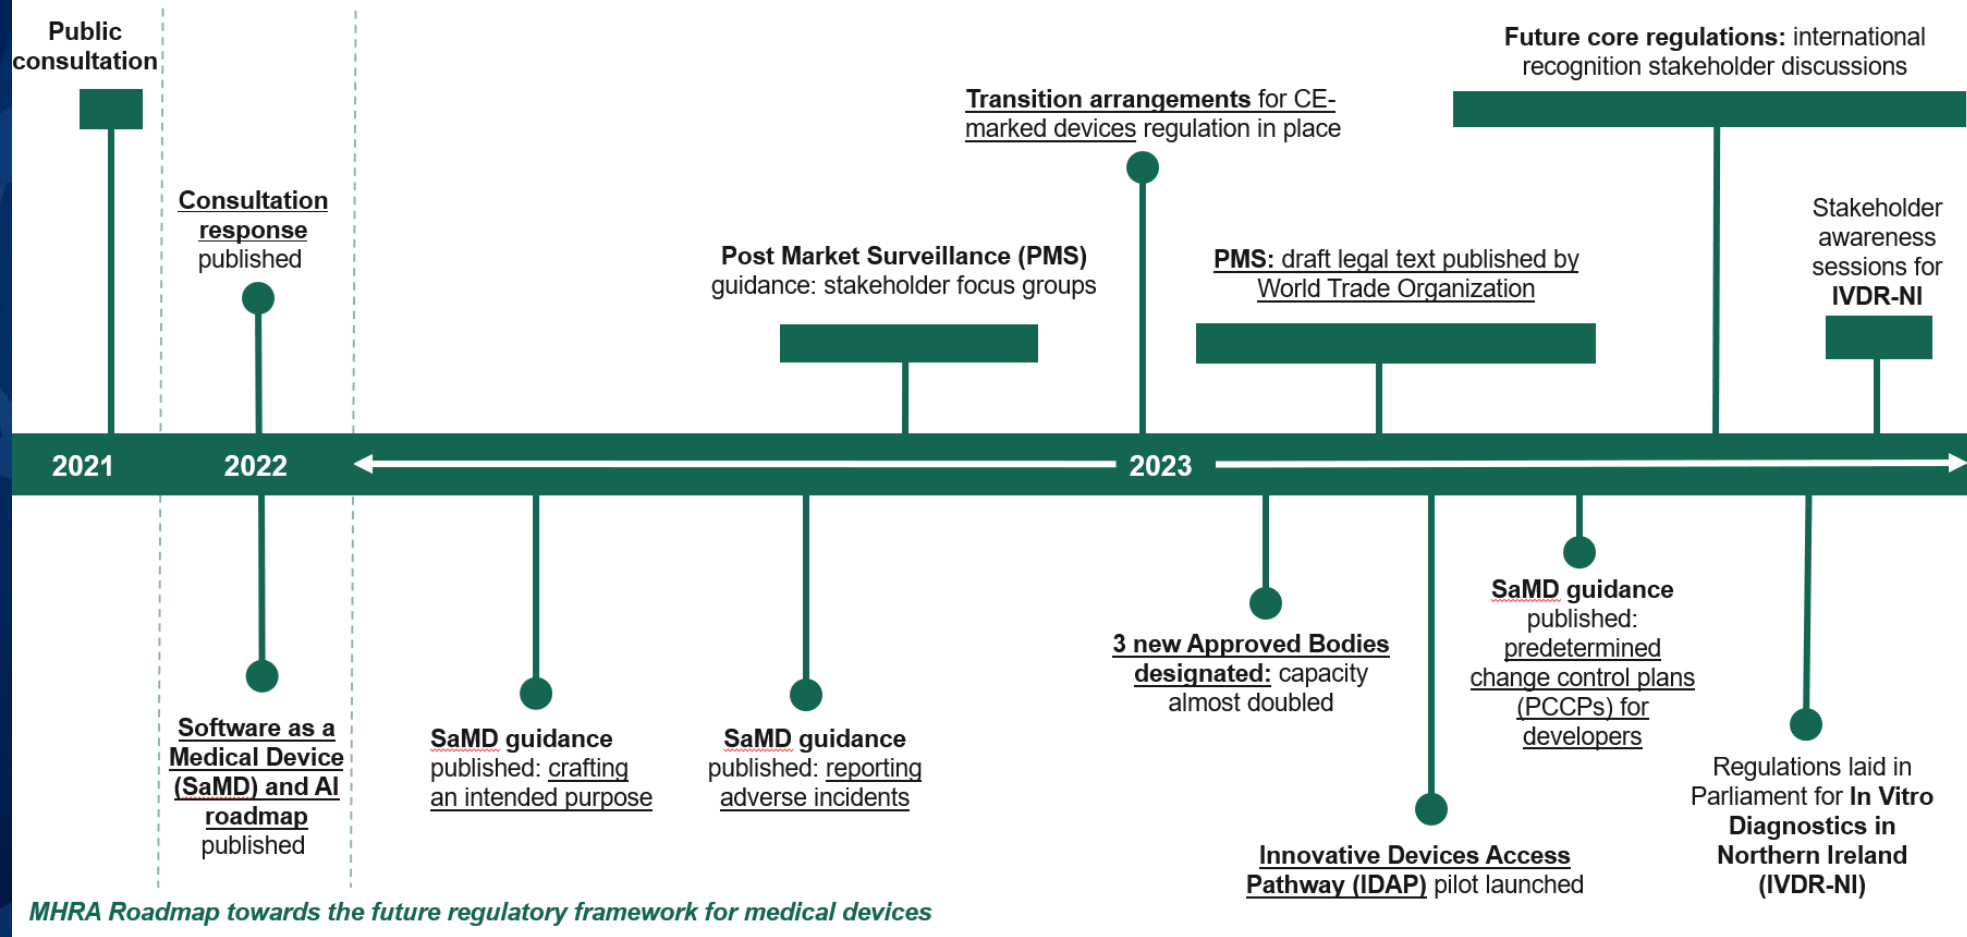 Public
consultation
Consultation
response
published
Post Market Surveillance (PMS)
guidance: stakeholder focus groups
Transition arrangements for CE-
marked devices regulation in place
PMS: draft legal text published by
World Trade Organization
Future core regulations: international
recognition stakeholder discussions
Stakeholder
awareness
sessions for
IVDR-NI
2021
2022
2023
Software as a
Medical Device
(SaMD) and AI
roadmap
published
SaMD guidance
published: crafting
an intended purpose
SaMD guidance
published: reporting
adverse incidents
3 new Approved Bodies
designated: capacity
almost doubled
Innovative Devices Access
Pathway (IDAP) pilot launched
SaMD guidance
published:
predetermined
change control plans
(PCCPs) for
developers
Regulations laid in
Parliament for In Vitro
Diagnostics in
Northern Ireland
(IVDR-NI)
MHRA Roadmap towards the future regulatory framework for medical devices